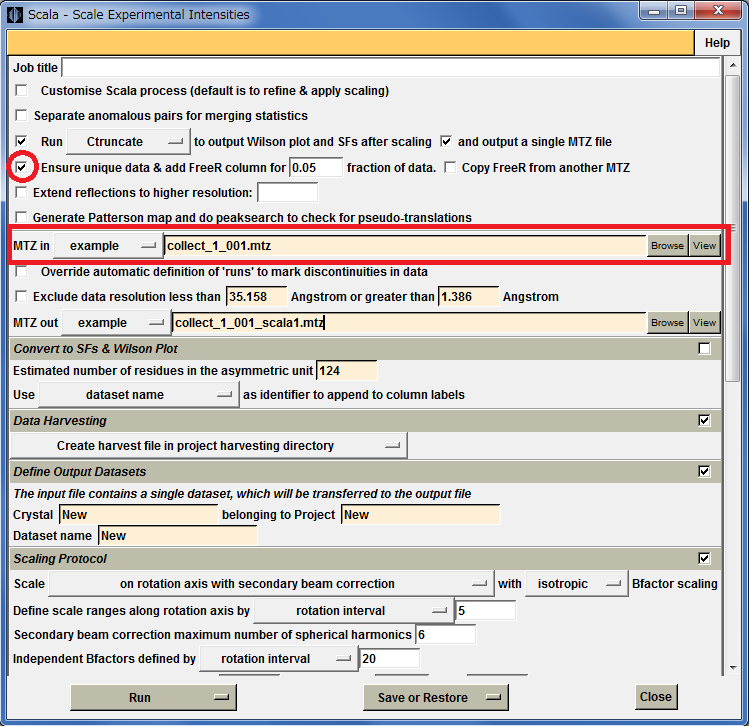 Scala - Scale Experimental Intensities
Help
Job title
Customise Scala process (default is to refine & apply scaling)
Separate anomalous pairs for merging statistics
Run Ctruncate to output Wilson plot and SFs after scaling and output a single MTZ file
Ensure unique data & add FreeR column for 0.05 fraction of data. Copy FreeR from another MTZ
Extend reflections to higher resolution:
Generate Patterson map and do peaksearch to check for pseudo-translations
MTZ in example collect_1_001.mtz Browse View
Override automatic definition of 'runs' to mark discontinuities in data
Exclude data resolution less than 35.158 Angstrom or greater than 1.386 Angstrom
MTZ out example collect_1_001_scala1.mtz Browse View
Convert to SFs & Wilson Plot
Estimated number of residues in the asymmetric unit 124
Use dataset name as identifier to append to column labels
Data Harvesting
Create harvest file in project harvesting directory
Define Output Datasets
The input file contains a single dataset, which will be transferred to the output file
Crystal New belonging to Project New
Dataset name New
Scaling Protocol
Scale on rotation axis with secondary beam correction with isotropic Bfactor scaling
Define scale ranges along rotation axis by rotation interval 5
Secondary beam correction maximum number of spherical harmonics 6
Independent Bfactors defined by rotation interval 20
Run Save or Restore Close